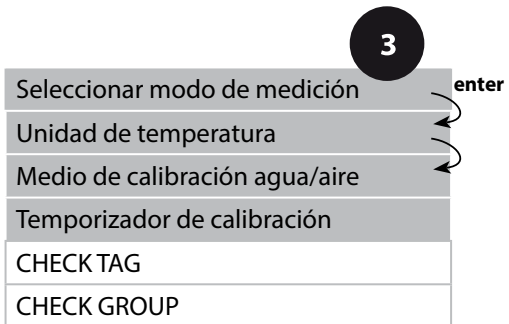 3
Seleccionar modo de medición enter
Unidad de temperatura
Medio de calibración agua/aire
Temporizador de calibración
CHECK TAG
CHECK GROUP